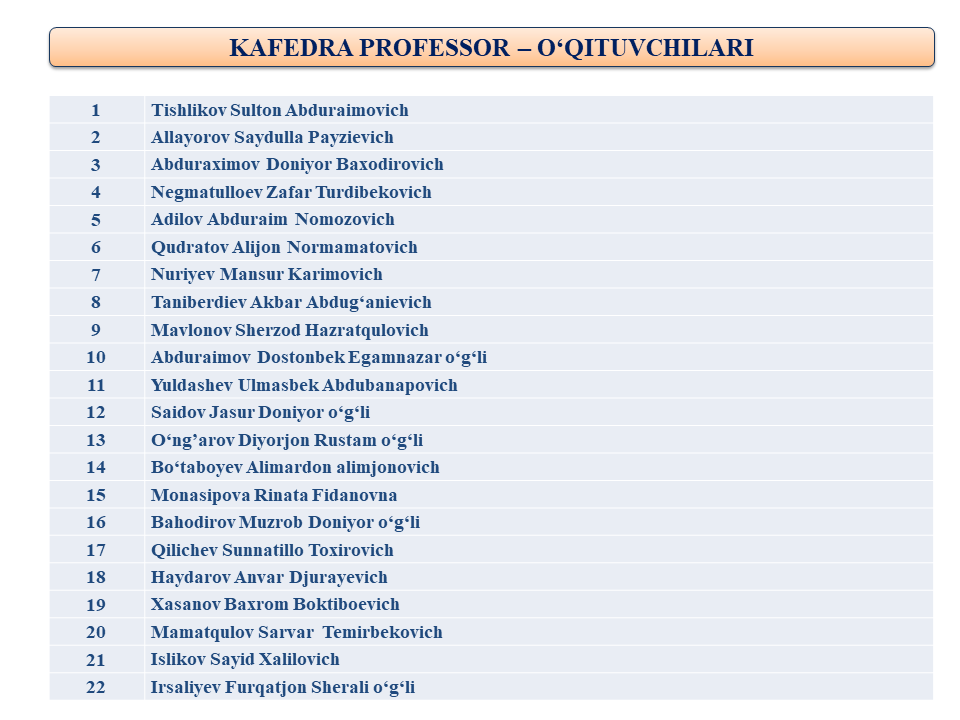 KAFEDRA PROFESSOR – O‘QITUVCHILARI
1 Tishlikov Sulton Abduraimovich
2 Allayorov Saydulla Payzievich
3 Abduraximov Doniyor Baxodirovich
4 Negmatulloev Zafar Turdibekovich
5 Adilov Abduraim Nomozovich
6 Qudratov Alijon Normamatovich
7 Nuriyev Mansur Karimovich
8 Taniberdiev Akbar Abdug‘anievich
9 Mavlonov Sherzod Hazratqulovich
10 Abduraimov Dostonbek Egamnazar o‘g‘li
11 Yuldashev Ulmasbek Abdubanapovich
12 Saidov Jasur Doniyor o‘g‘li
13 O‘ng’arov Diyorjon Rustam o‘g‘li
14 Bo‘taboyev Alimardon alimjonovich
15 Monasipova Rinata Fidanovna
16 Bahodirov Muzrob Doniyor o‘g‘li
17 Qilichev Sunnatillo Toxirovich
18 Haydarov Anvar Djurayevich
19 Xasanov Baxrom Boktiboevich
20 Mamatqulov Sarvar Temirbekovich
21 Islikov Sayid Xalilovich
22 Irsaliyev Furqatjon Sherali o‘g‘li